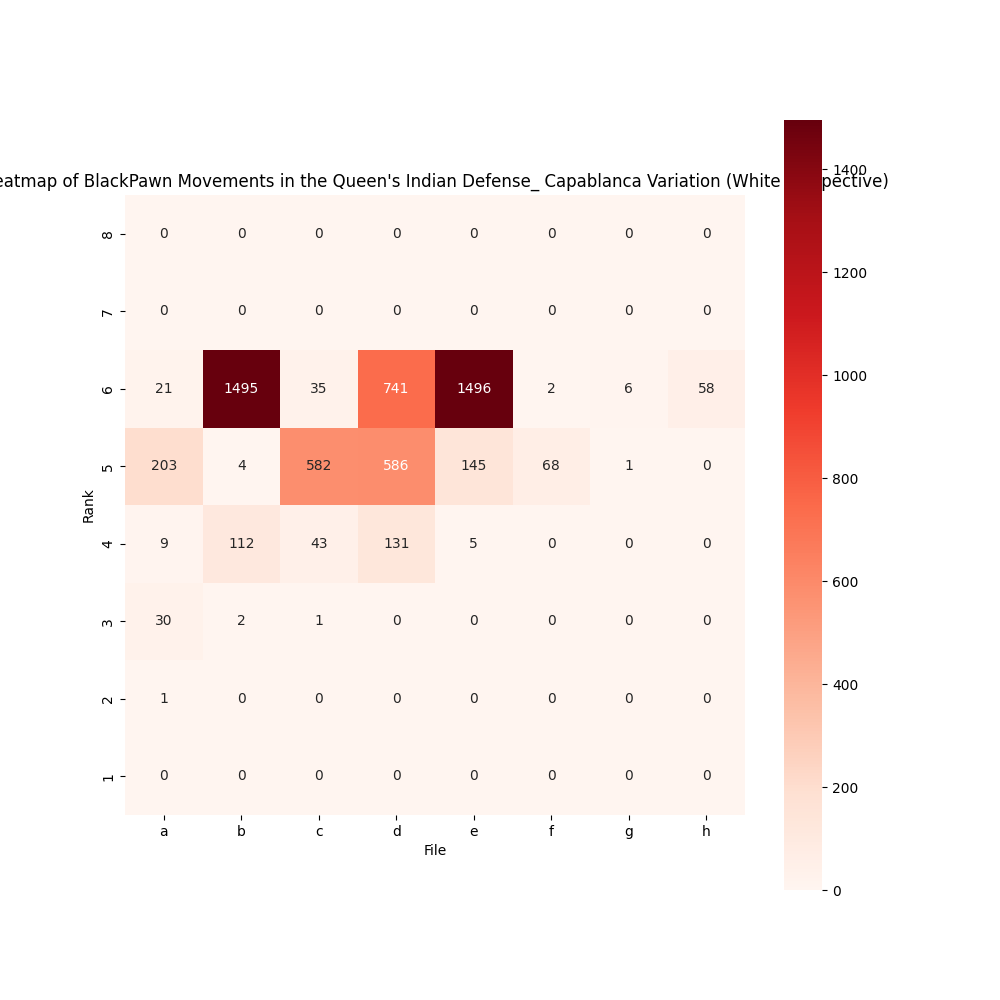 eatmap of BlackPawn Movements in the Queen's Indian Defense_ Capablanca Variation (White pective)
8 0 0 0 0 0 0 0 0
7 0 0 0 0 0 0 0 0
6 21 1495 35 741 1496 2 6 58
5 203 4 582 586 145 68 1 0
4 9 112 43 131 5 0 0 0
3 30 2 1 0 0 0 0 0
2 1 0 0 0 0 0 0 0
1 0 0 0 0 0 0 0 0
a b c d e f g h
File
Rank
1400
1200
1000
800
600
400
200
0